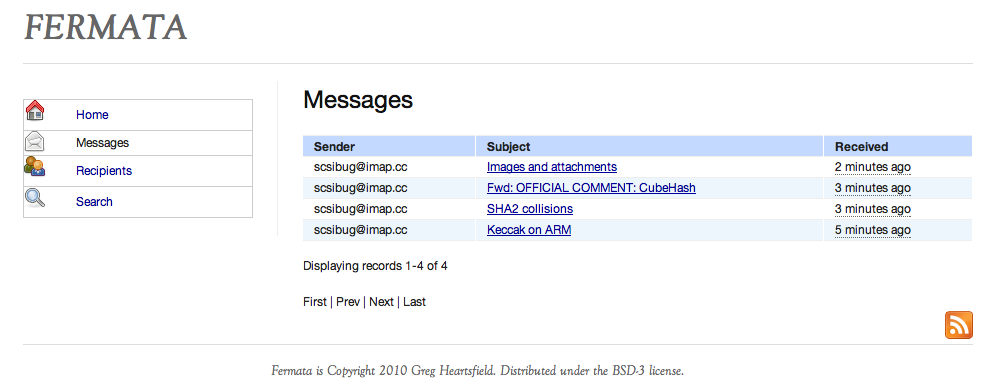 FERMATA
Home
Messages
Recipients
Search
Messages
Sender Subject Received
scsibug@imap.cc Images and attachments 2 minutes ago
scsibug@imap.cc Fwd: OFFICIAL COMMENT: CubeHash 3 minutes ago
scsibug@imap.cc SHA2 collisions 3 minutes ago
scsibug@imap.cc Keccak on ARM 5 minutes ago
Displaying records 1-4 of 4
First | Prev | Next | Last
Fermata is Copyright 2010 Greg Heartsfield. Distributed under the BSD-3 license.